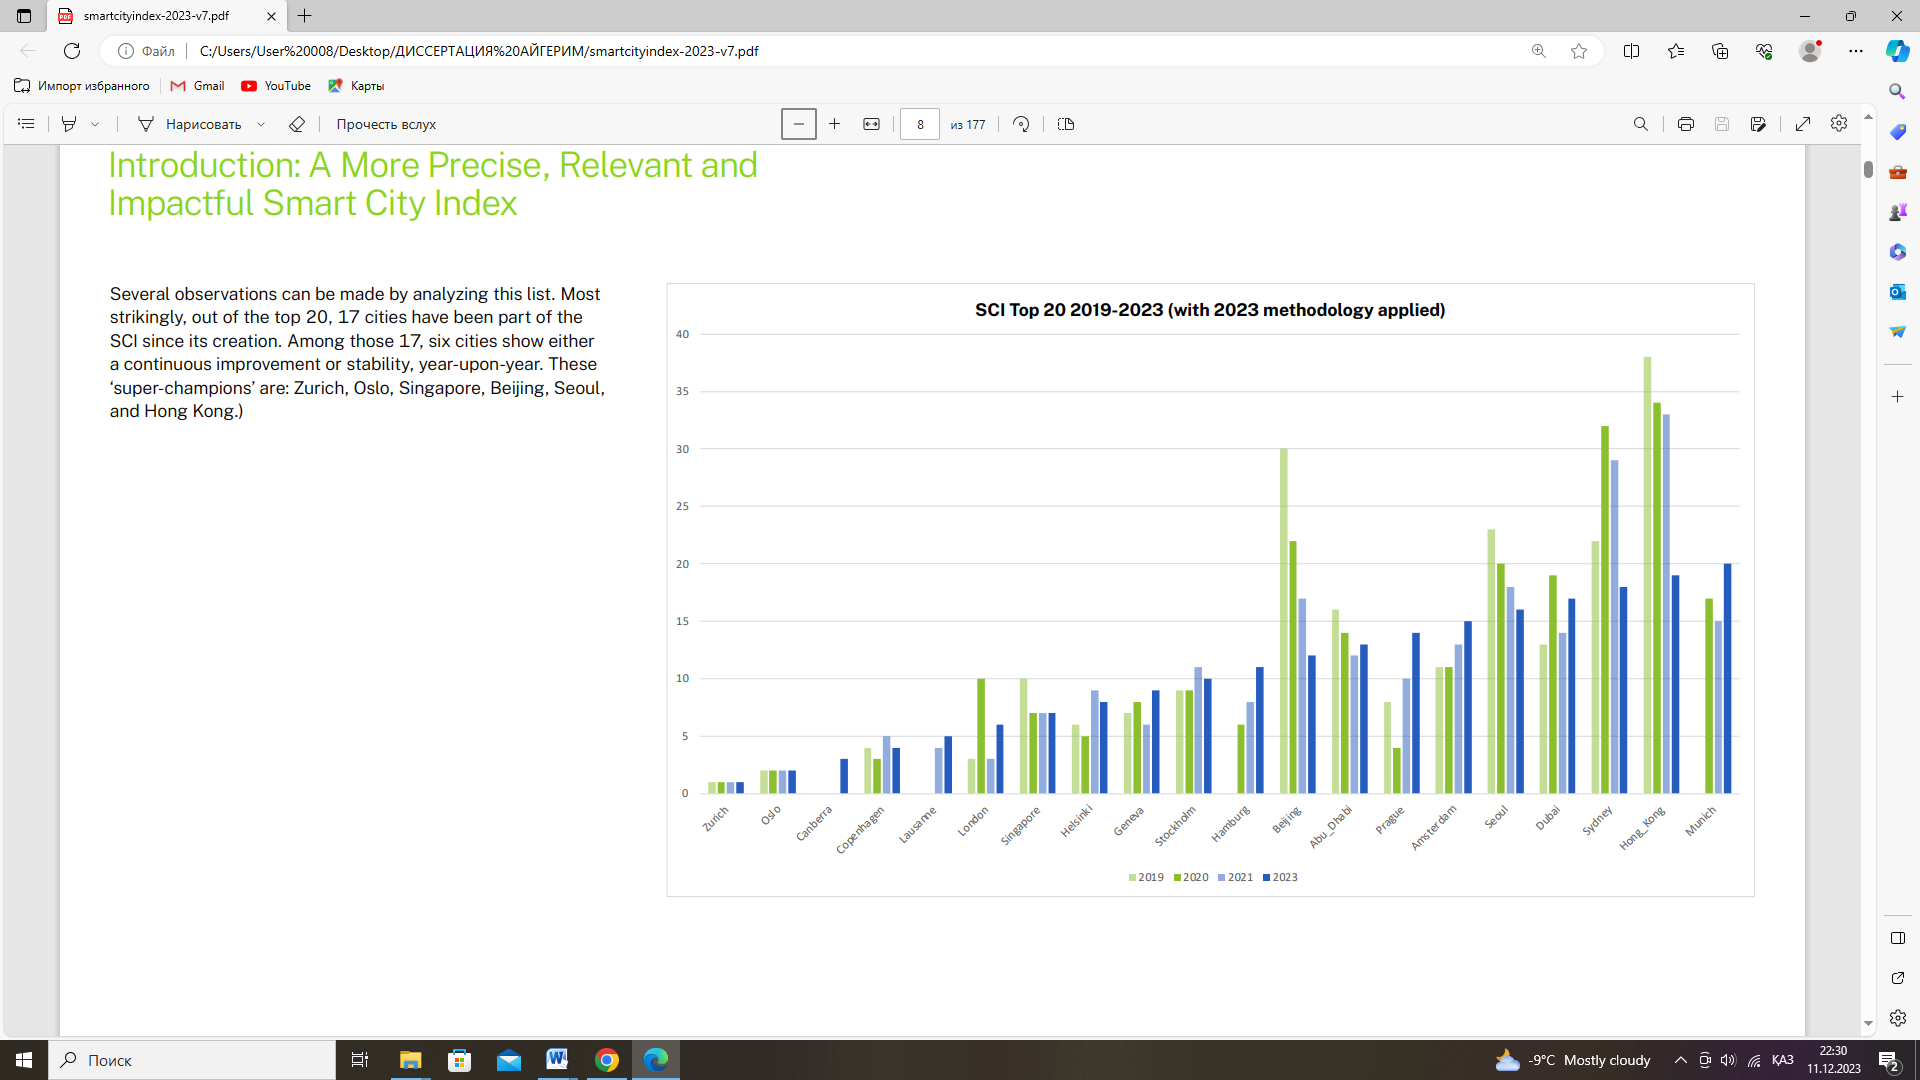 smartcityindex-2023-v7.pdf
Файл
C:/Users/User%20008/Desktop/ДИССЕРТАЦИЯ%20АЙГЕРИМ/smartcityindex-2023-v7.pdf
Импорт избранного
Gmail
YouTube
Карты
Нарисовать
Прочесть вслух
8
из 177
Introduction: A More Precise, Relevant and
Impactful Smart City Index
Several observations can be made by analyzing this list. Most
strikingly, out of the top 20, 17 cities have been part of the
SCI since its creation. Among those 17, six cities show either
a continuous improvement or stability, year-upon-year. These
‘super-champions’ are: Zurich, Oslo, Singapore, Beijing, Seoul,
and Hong Kong.)
SCI Top 20 2019-2023 (with 2023 methodology applied)
40
35
30
25
20
15
10
5
0
Zurich
Oslo
Canberra
Copenhagen
Lausanne
London
Singapore
Helsinki
Geneva
Stockholm
Hamburg
Beijing
Abu_Dhabi
Prague
Amsterdam
Seoul
Dubai
Sydney
Hong_Kong
Munich
2019
2020
2021
2023
Поиск
-9°C Mostly cloudy
ҚАЗ
22:30
11.12.2023
2